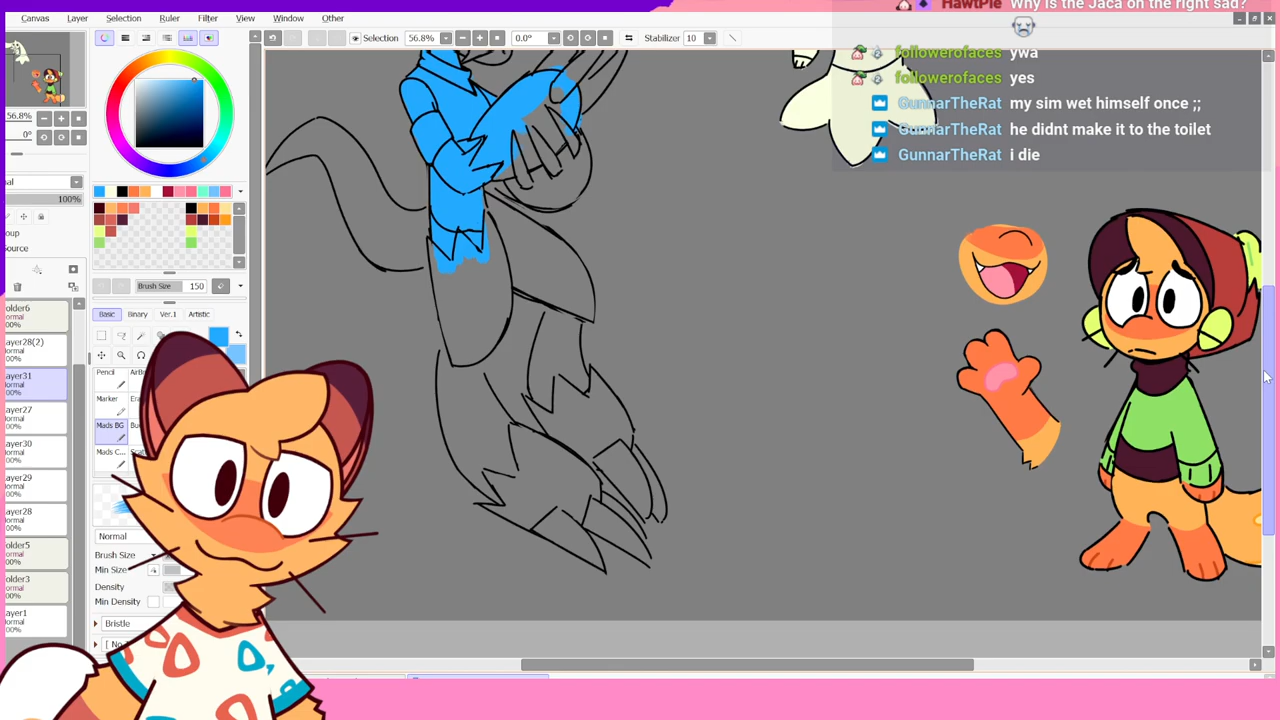 Canvas Layer Selection Ruler Filter View Window Other
HawtPie Why is the Jaca on the right sad?
Selection 56.8% 0.0° Stabilizer 10
followerofaces ywa
followerofaces yes
GunnarTheRat my sim wet himself once ;;
GunnarTheRat he didnt make it to the toilet
GunnarTheRat i die
56.8%
0°
100%
Brush Size 150
Basic Binary Ver.1 Artistic
Pencil
Marker
Mads BG
Mads C...
Normal
Brush Size
Min Size
Density
Min Density
Bristle